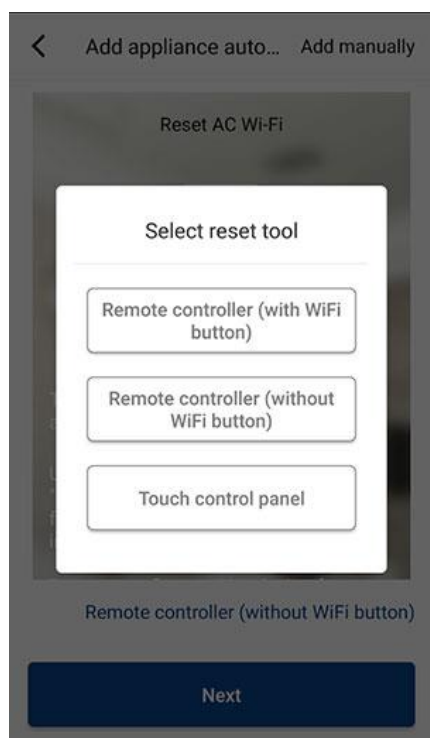 Add appliance auto... Add manually
Reset AC Wi-Fi
Select reset tool
Remote controller (with WiFi
button)
Remote controller (without
WiFi button)
Touch control panel
Remote controller (without WiFi button)
Next